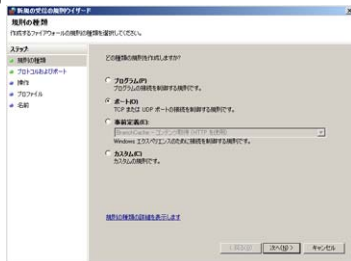 新規の受信の規則ウィザード
規則の種類
作成するファイアウォールの規則の種類を選択してください。
ステップ:
規則の種類
プロトコルおよびポート
操作
プロファイル
名前
どの種類の規則を作成しますか?
プログラム(P)
プログラムの接続を制御する規則です。
ポート(O)
TCP または UDP ポートの接続を制御する規則です。
事前定義(E):
BranchCache - コンテンツ取得 (HTTP を使用)
Windows エクスペリエンスのために接続を制御する規則です。
カスタム(C)
カスタムの規則です。
規則の種類の詳細を表示します
< 戻る(B)
次へ(N) >
キャンセル